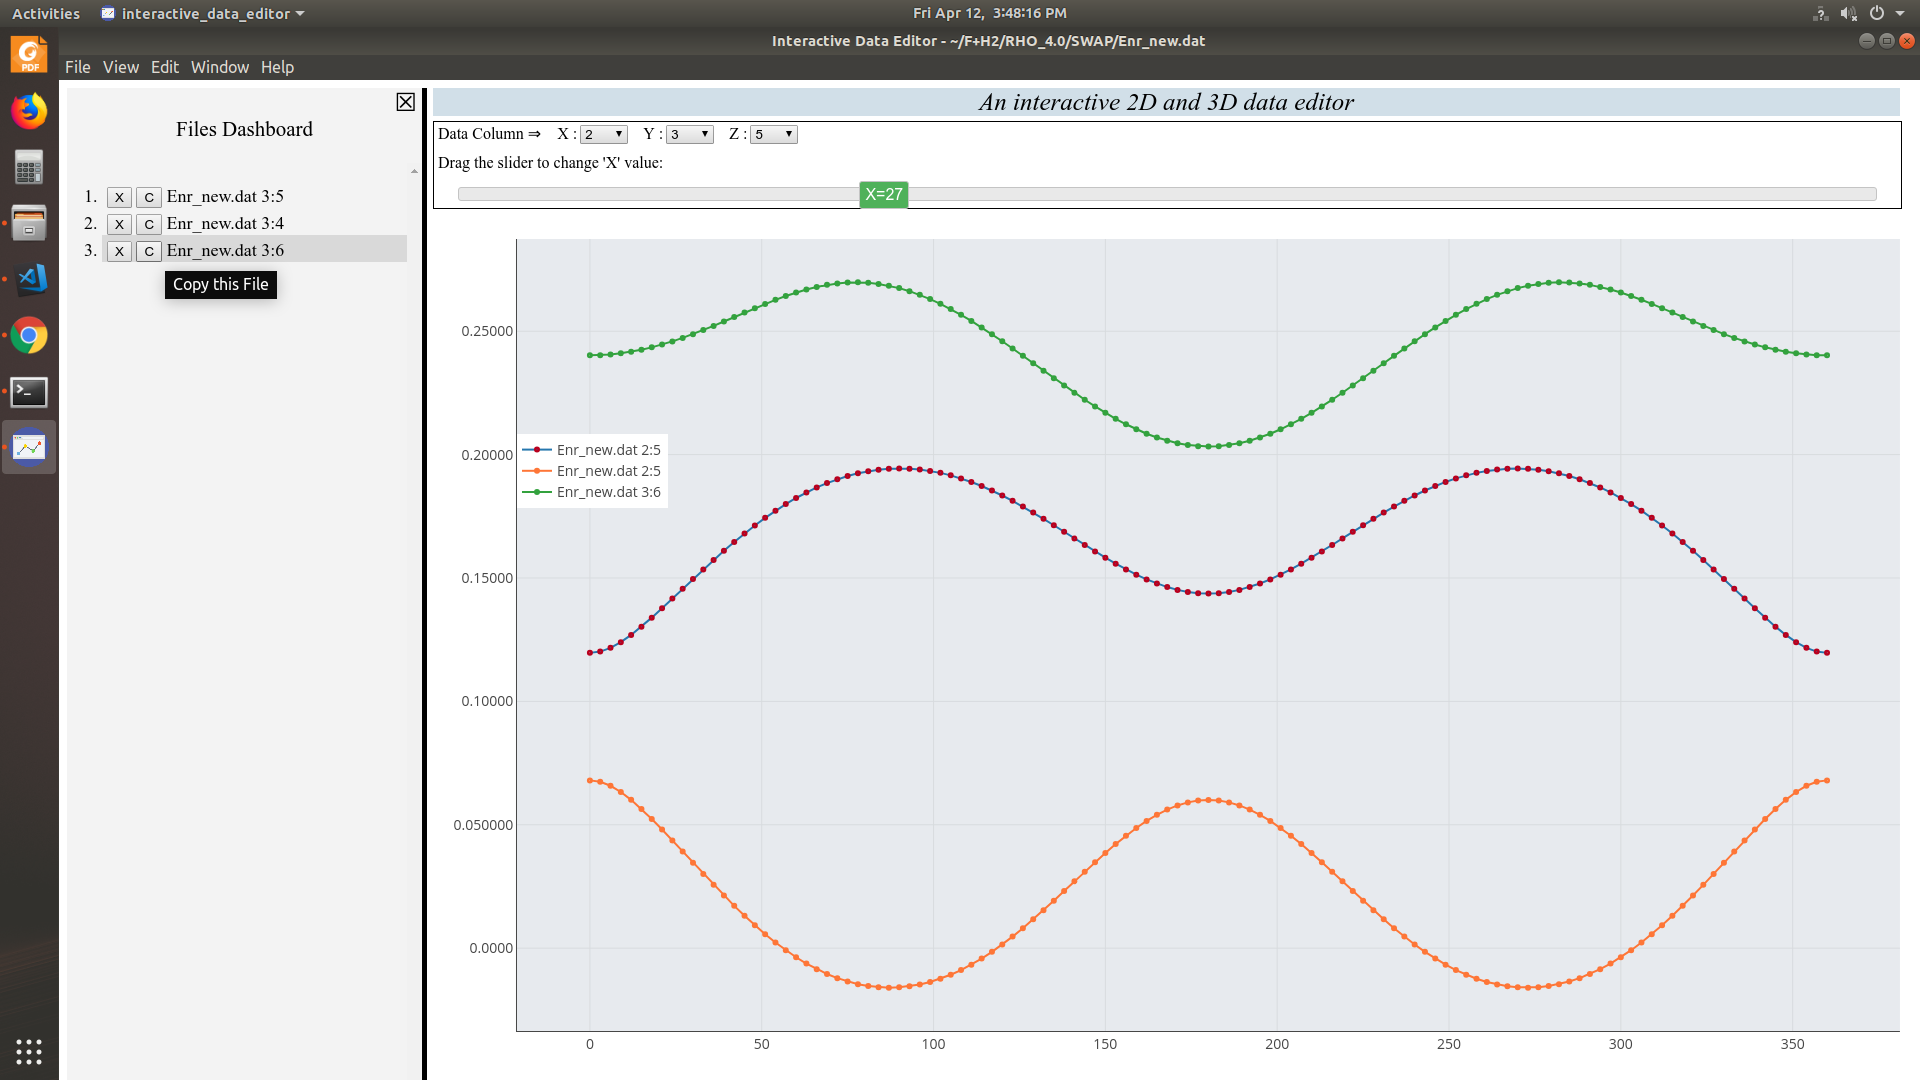 Activities interactive_data_editor Fri Apr 12, 3:48:16 PM
Interactive Data Editor - ~/F+H2/RHO_4.0/SWAP/Enr_new.dat
File View Edit Window Help
PDF
Files Dashboard
1. X C Enr_new.dat 3:5
2. X C Enr_new.dat 3:4
3. X C Enr_new.dat 3:6
Copy this File
An interactive 2D and 3D data editor
Data Column ⇒ X : 2 Y : 3 Z : 5
Drag the slider to change 'X' value:
X=27
0.25000
0.20000
0.15000
0.10000
0.050000
0.0000
Enr_new.dat 2:5
Enr_new.dat 2:5
Enr_new.dat 3:6
0 50 100 150 200 250 300 350